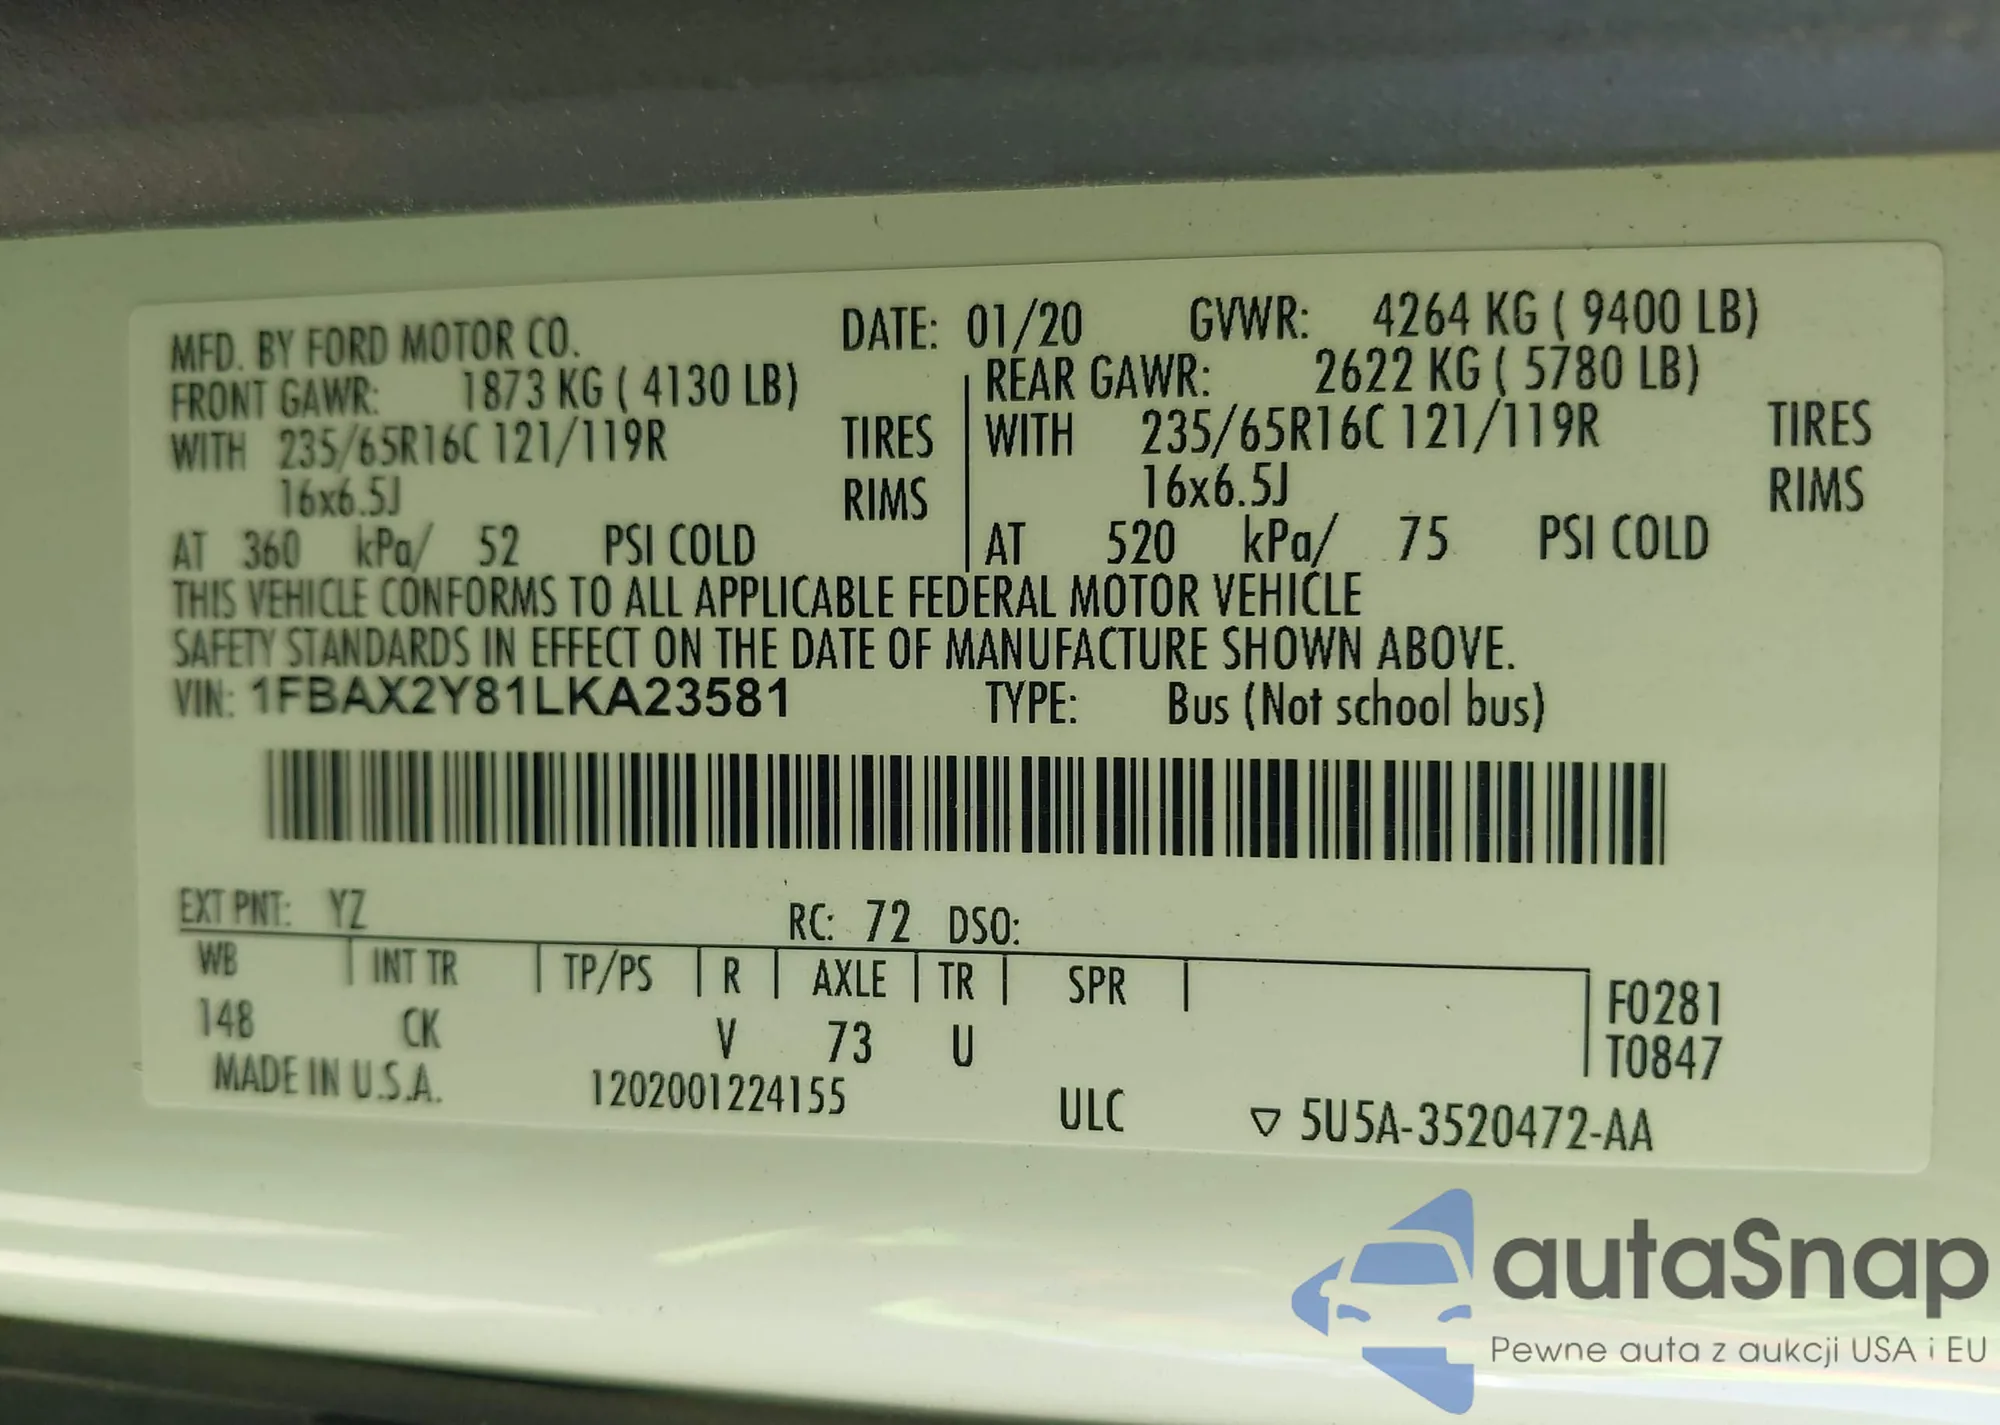 MFD. BY FORD MOTOR CO. DATE: 01/20 GVWR: 4264 KG ( 9400 LB)
FRONT GAWR: 1873 KG ( 4130 LB) REAR GAWR: 2622 KG ( 5780 LB)
WITH 235/65R16C 121/119R TIRES WITH 235/65R16C 121/119R TIRES
16x6.5J RIMS 16x6.5J RIMS
AT 360 kPa/ 52 PSI COLD AT 520 kPa/ 75 PSI COLD
THIS VEHICLE CONFORMS TO ALL APPLICABLE FEDERAL MOTOR VEHICLE
SAFETY STANDARDS IN EFFECT ON THE DATE OF MANUFACTURE SHOWN ABOVE.
VIN: 1FBAX2Y81LKA23581 TYPE: Bus (Not school bus)
EXT PNT: YZ RC: 72 DSO:
WB INT TR TP/PS R AXLE TR SPR F0281
148 CK V 73 U T0847
MADE IN U.S.A. 1202001224155 ULC ▽ 5U5A-3520472-AA
autaSnap
Pewne auta z aukcji USA i EU